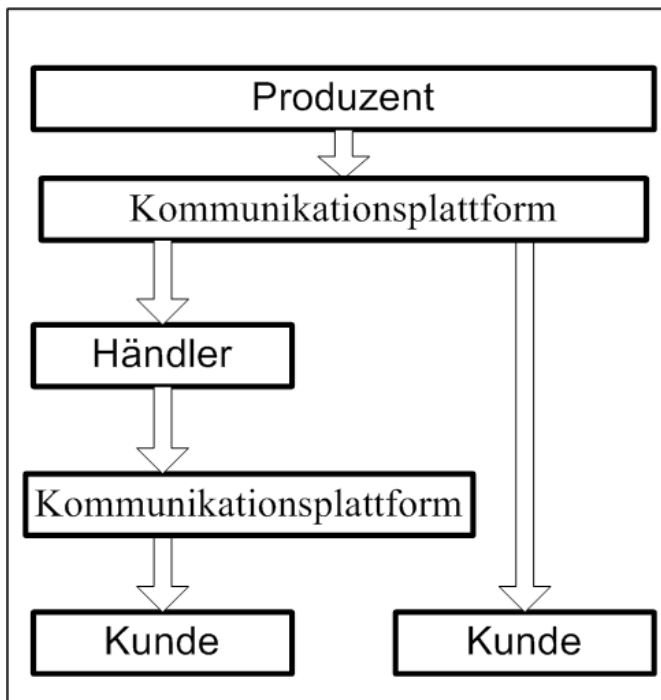 Produzent
Kommunikationsplattform
Händler
Kommunikationsplattform
Kunde
Kunde